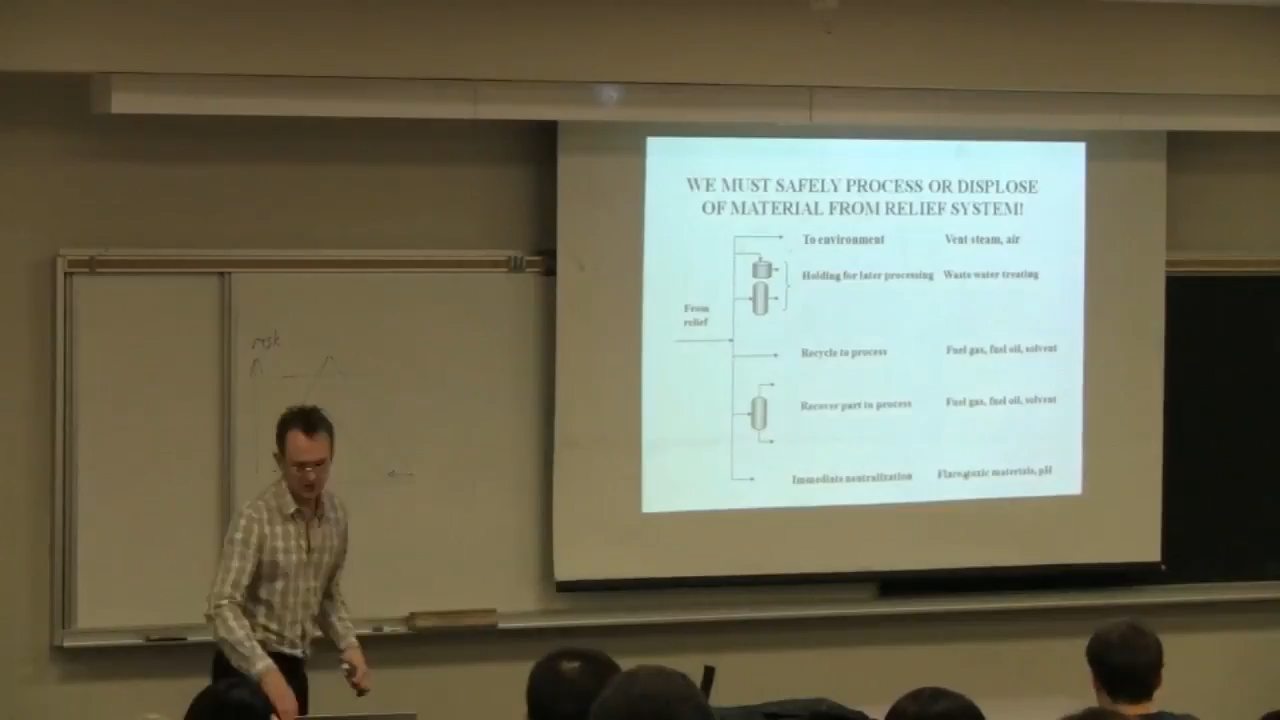 WE MUST SAFELY PROCESS OR DISPLOSE
OF MATERIAL FROM RELIEF SYSTEM!
To environment Vent steam, air
Holding for later processing Waste water treating
From
relief
Recycle to process Fuel gas, fuel oil, solvent
Recover part to process Fuel gas, fuel oil, solvent
Immediate neutralization Flare, toxic materials, pH
risk